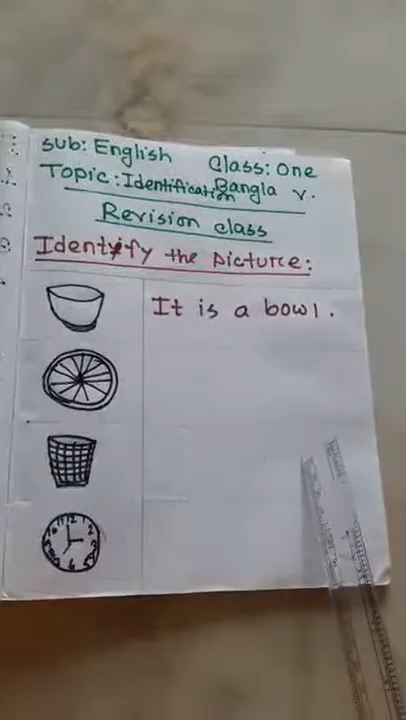 Sub: English Class: One
Topic: Identification Bangla v.
Revision class
Identify the picture:
It is a bowl.